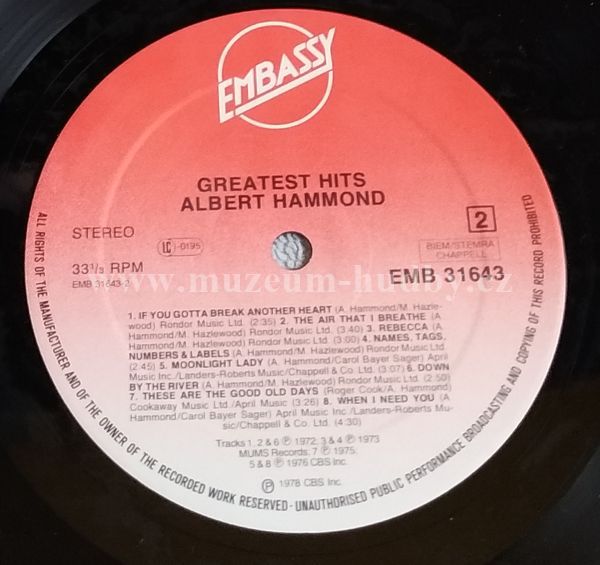 EMBASSY
GREATEST HITS
ALBERT HAMMOND
STEREO
LC -0195
2
33⅓ RPM
BIEM/STEMRA
CHAPPELL
EMB 31643-2
EMB 31643
www.muzeum-hudby.cz
1. IF YOU GOTTA BREAK ANOTHER HEART (A. Hammond/M. Hazle-
wood) Rondor Music Ltd. (2:35) 2. THE AIR THAT I BREATHE (A.
Hammond/M. Hazlewood) Rondor Music Ltd. (3:40) 3. REBECCA (A.
Hammond/M. Hazlewood) Rondor Music Ltd. (3:00) 4. NAMES, TAGS,
NUMBERS & LABELS (A. Hammond/M. Hazlewood) Rondor Music Ltd.
(2:45) 5. MOONLIGHT LADY (A. Hammond/Carol Bayer Sager) April
Music Inc./Landers-Roberts Music/Chappell & Co. Ltd. (3:07) 6. DOWN
BY THE RIVER (A. Hammond/M. Hazlewood) Rondor Music Ltd. (2:50)
7. THESE ARE THE GOOD OLD DAYS (Roger Cook/A. Hammond)
Cookaway Music Ltd./April Music (3:26) 8. WHEN I NEED YOU (A.
Hammond/Carol Bayer Sager) April Music Inc./Landers-Roberts Mu-
sic/Chappell & Co. Ltd. (4:30)
Tracks 1, 2 & 6 ℗ 1972; 3 & 4 ℗ 1973
MUMS Records; 7 ℗ 1975;
5 & 8 ℗ 1976 CBS Inc.
℗ 1978 CBS Inc.
ALL RIGHTS OF THE MANUFACTURER AND OF THE OWNER OF THE RECORDED WORK RESERVED - UNAUTHORISED PUBLIC PERFORMANCE BROADCASTING AND COPYING OF THIS RECORD PROHIBITED